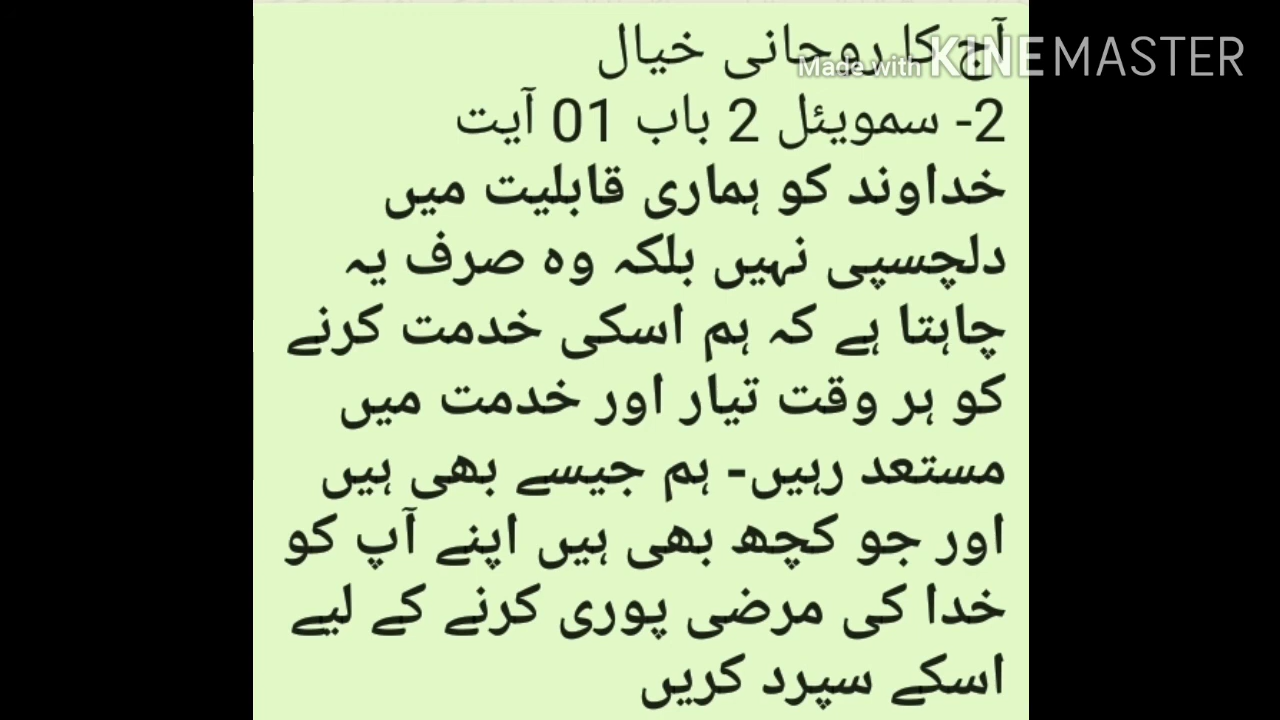 آج کا روحانی خیال
Made with KINEMASTER
2- سموئیل 2 باب 01 آیت
خداوند کو ہماری قابلیت میں
دلچسپی نہیں بلکہ وہ صرف یہ
چاہتا ہے کہ ہم اسکی خدمت کرنے
کو ہر وقت تیار اور خدمت میں
مستعد رہیں- ہم جیسے بھی ہیں
اور جو کچھ بھی ہیں اپنے آپ کو
خدا کی مرضی پوری کرنے کے لیے
اسکے سپرد کریں